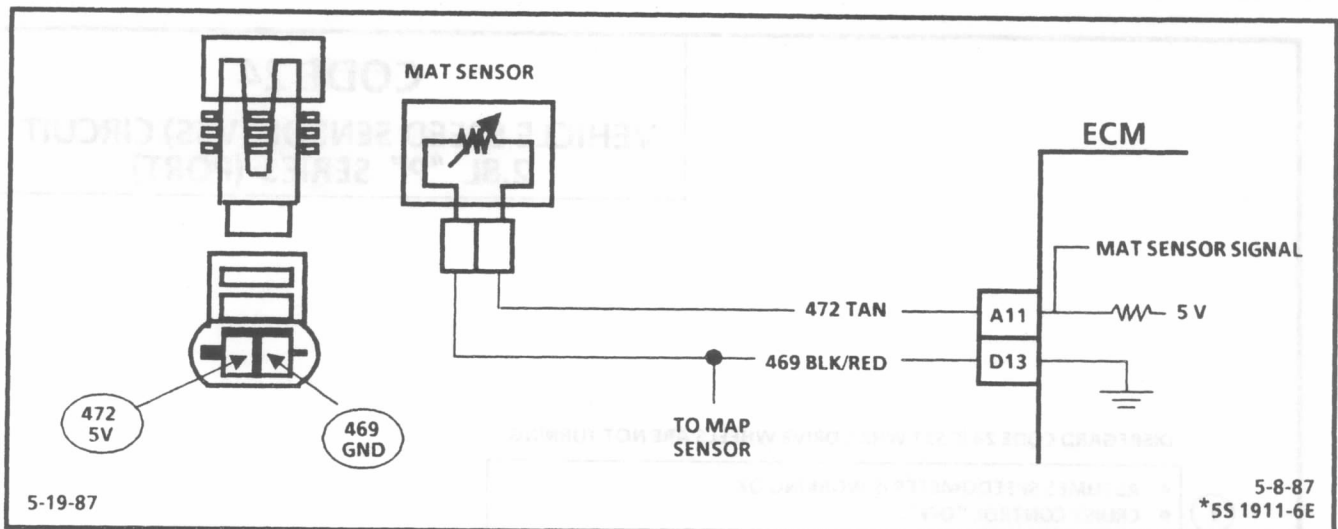 MAT SENSOR
ECM
MAT SENSOR SIGNAL
472 TAN
A11
5 V
469 BLK/RED
D13
472
5V
469
GND
TO MAP
SENSOR
5-19-87
5-8-87
*5S 1911-6E